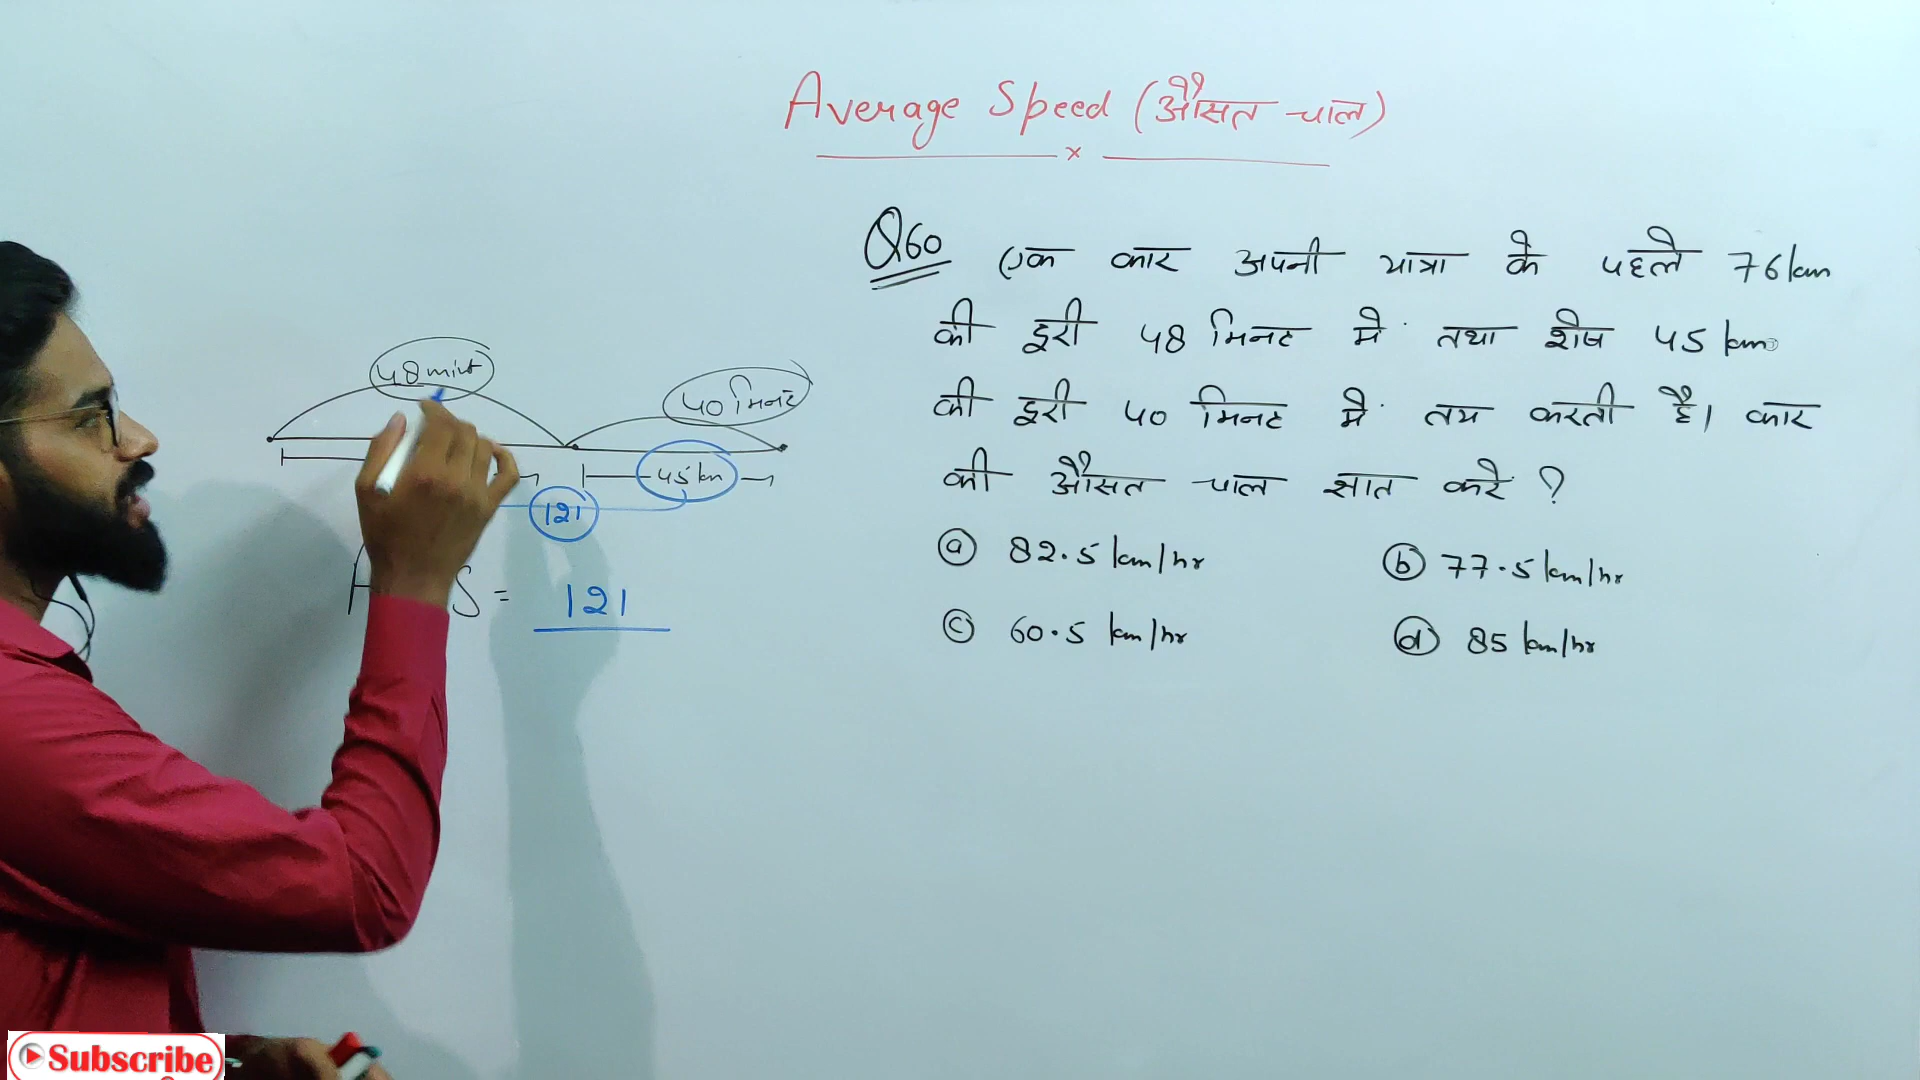 Average Speed (औसत चाल)
Q60 एक कार अपनी यात्रा के पहले 76 km
की दूरी 48 मिनट में तथा शेष 45 km
की दूरी 40 मिनट में तय करती है। कार
की औसत चाल ज्ञात करें ?
(a) 82.5 km/hr (b) 77.5 km/hr
(c) 60.5 km/hr (d) 85 km/hr
48 mint
40 मिनट
45 km
121
S = 121
Subscribe